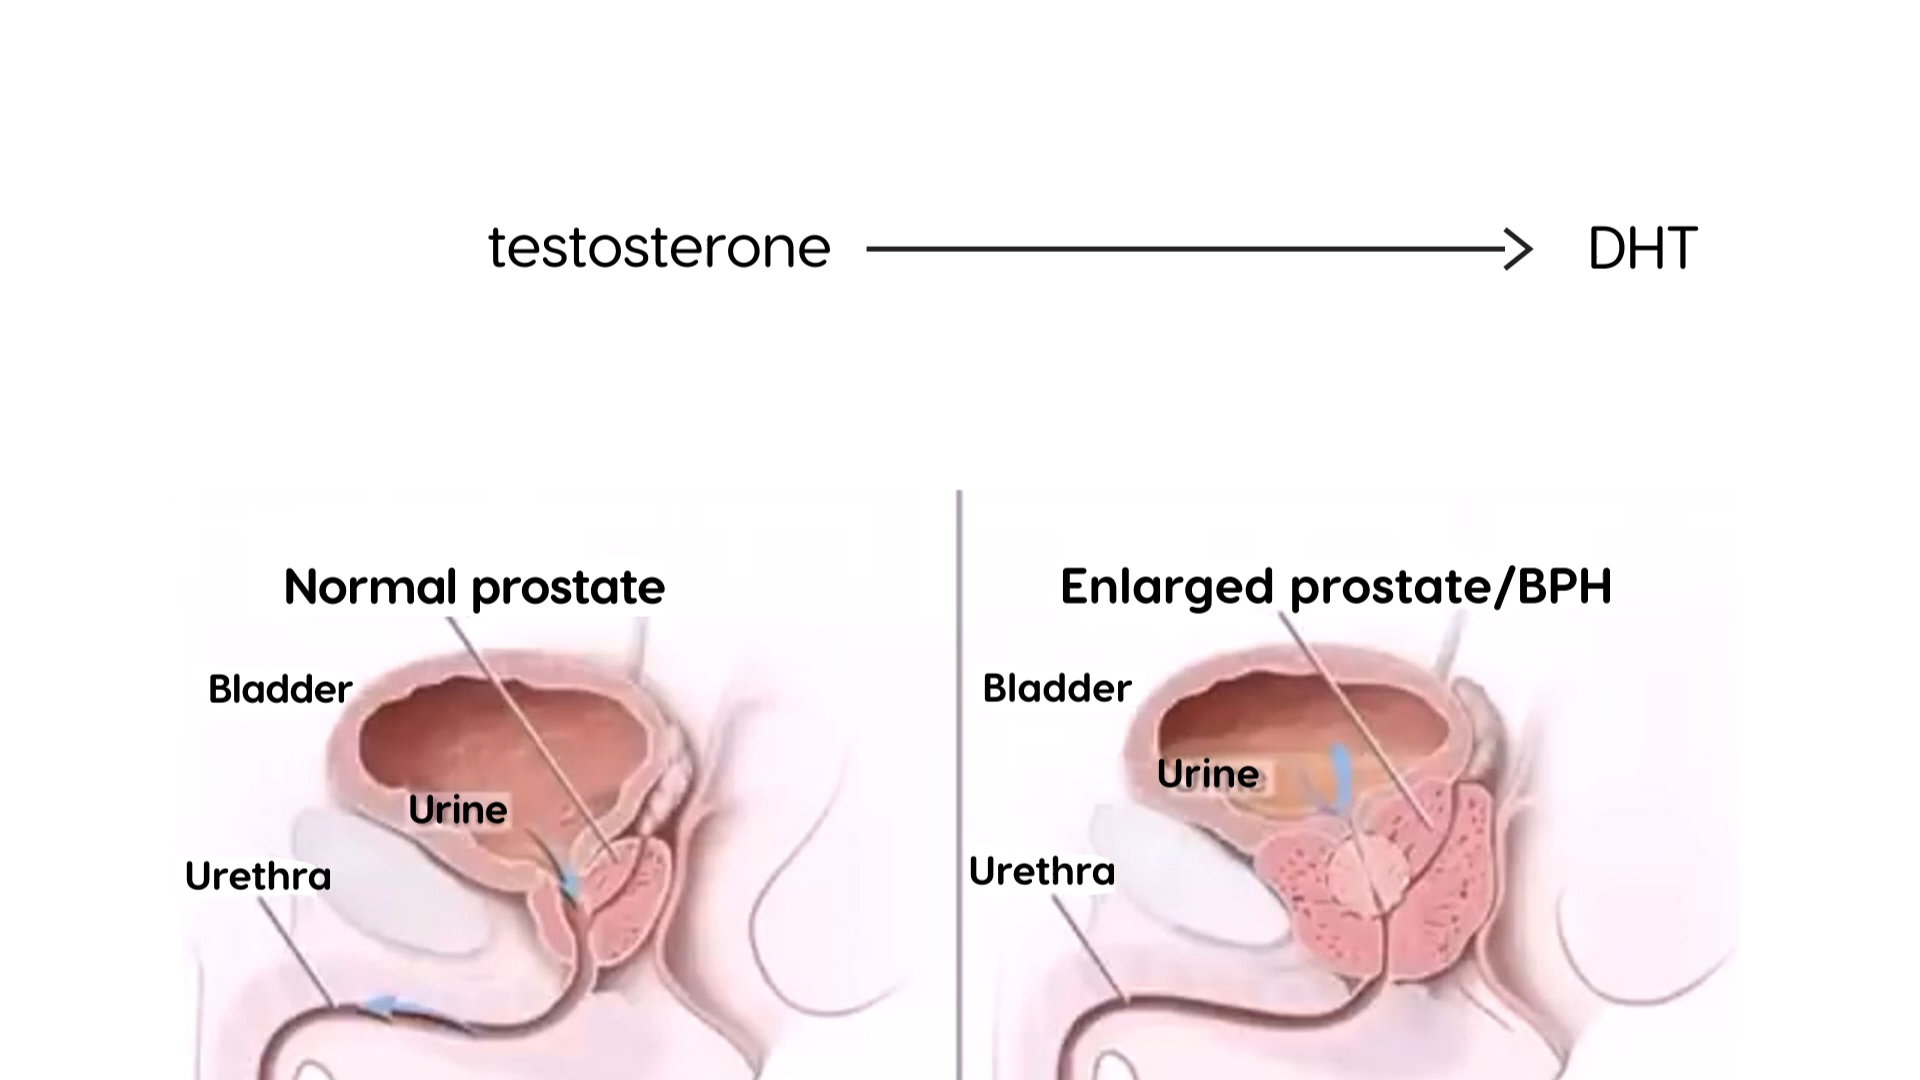 testosterone DHT
Normal prostate
Bladder
Urine
Urethra
Enlarged prostate/BPH
Bladder
Urine
Urethra